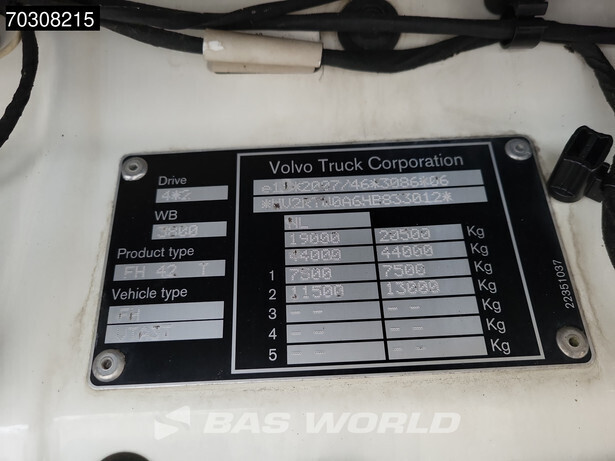 70308215
Drive
4*2
WB
3800
Product type
FH 42 T
Vehicle type
Volvo Truck Corporation
NL
19000 20500 Kg
44000 44000 Kg
1 7500 7500 Kg
2 11500 13000 Kg
3 -- -- Kg
4 -- -- Kg
5 -- -- Kg
22351037
BAS WORLD